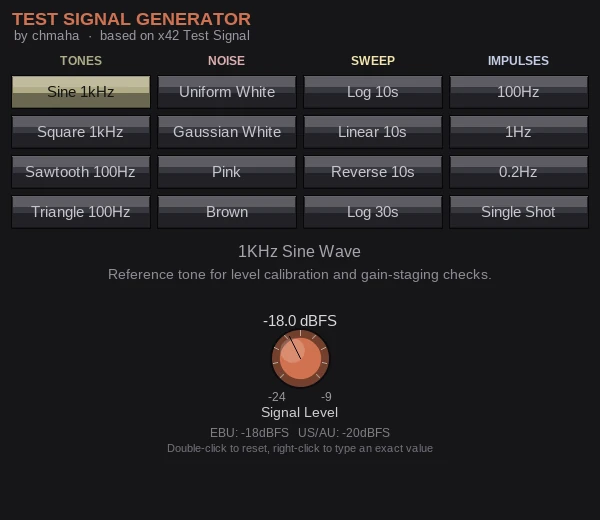 TEST SIGNAL GENERATOR
by chmaha · based on x42 Test Signal
TONES NOISE SWEEP IMPULSES
Sine 1kHz Uniform White Log 10s 100Hz
Square 1kHz Gaussian White Linear 10s 1Hz
Sawtooth 100Hz Pink Reverse 10s 0.2Hz
Triangle 100Hz Brown Log 30s Single Shot
1KHz Sine Wave
Reference tone for level calibration and gain-staging checks.
-18.0 dBFS
-24 -9
Signal Level
EBU: -18dBFS US/AU: -20dBFS
Double-click to reset, right-click to type an exact value